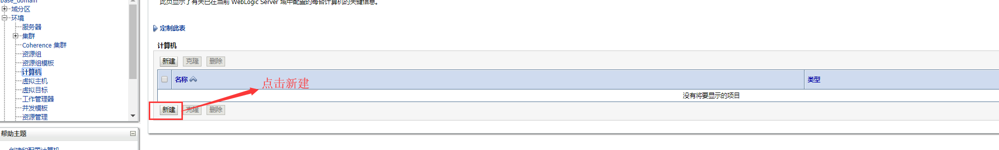 base_domain
域分区
环境
服务器
集群
Coherence 集群
资源组
资源组模板
计算机
虚拟主机
虚拟目标
工作管理器
并发模板
资源管理
帮助主题
创建和配置计算机
此页显示了有关已在当前 WebLogic Server 域中配置的每台计算机的关键信息。
定制此表
计算机
新建 克隆 删除
名称 类型
点击新建
没有将要显示的项目
新建 克隆 删除